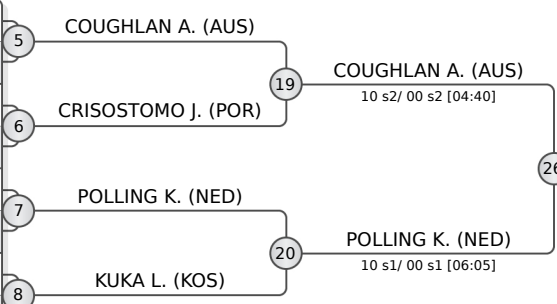 COUGHLAN A. (AUS)
5
19
COUGHLAN A. (AUS)
10 s2/ 00 s2 [04:40]
CRISOSTOMO J. (POR)
6
26
POLLING K. (NED)
7
20
POLLING K. (NED)
10 s1/ 00 s1 [06:05]
KUKA L. (KOS)
8